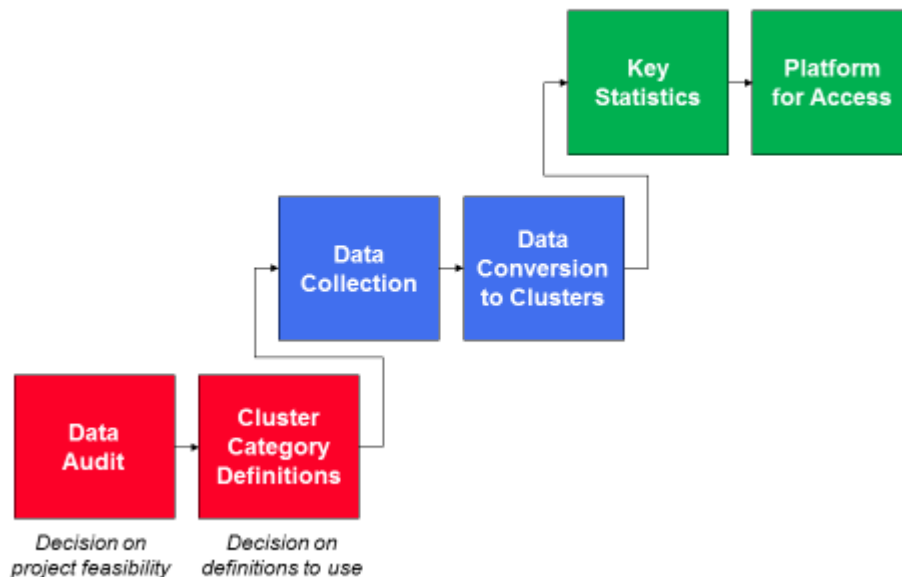 Key
Statistics
Platform
for Access
Data
Collection
Data
Conversion
to Clusters
Data
Audit
Cluster
Category
Definitions
Decision on
project feasibility
Decision on
definitions to use